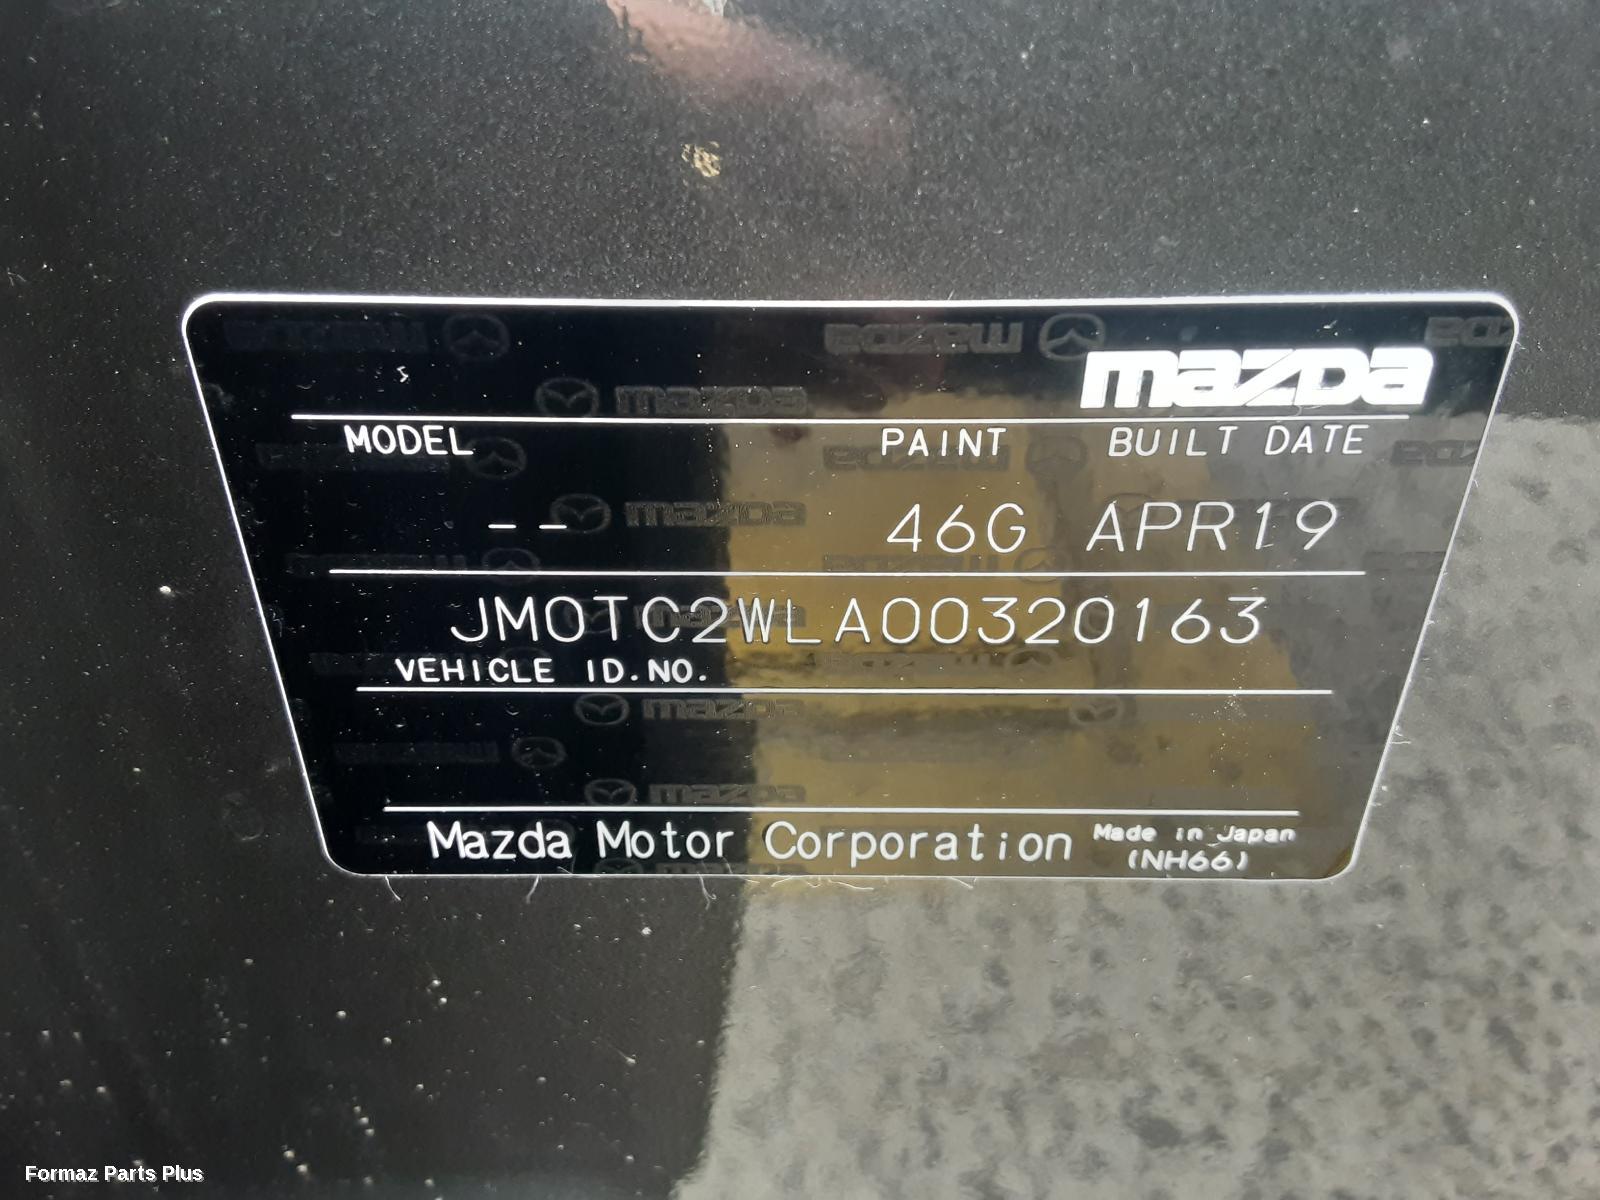 mazda
MODEL PAINT BUILT DATE
-- 46G APR19
JM0TC2WLA00320163
VEHICLE ID.NO.
Mazda Motor Corporation Made in Japan
(NH66)
Formaz Parts Plus